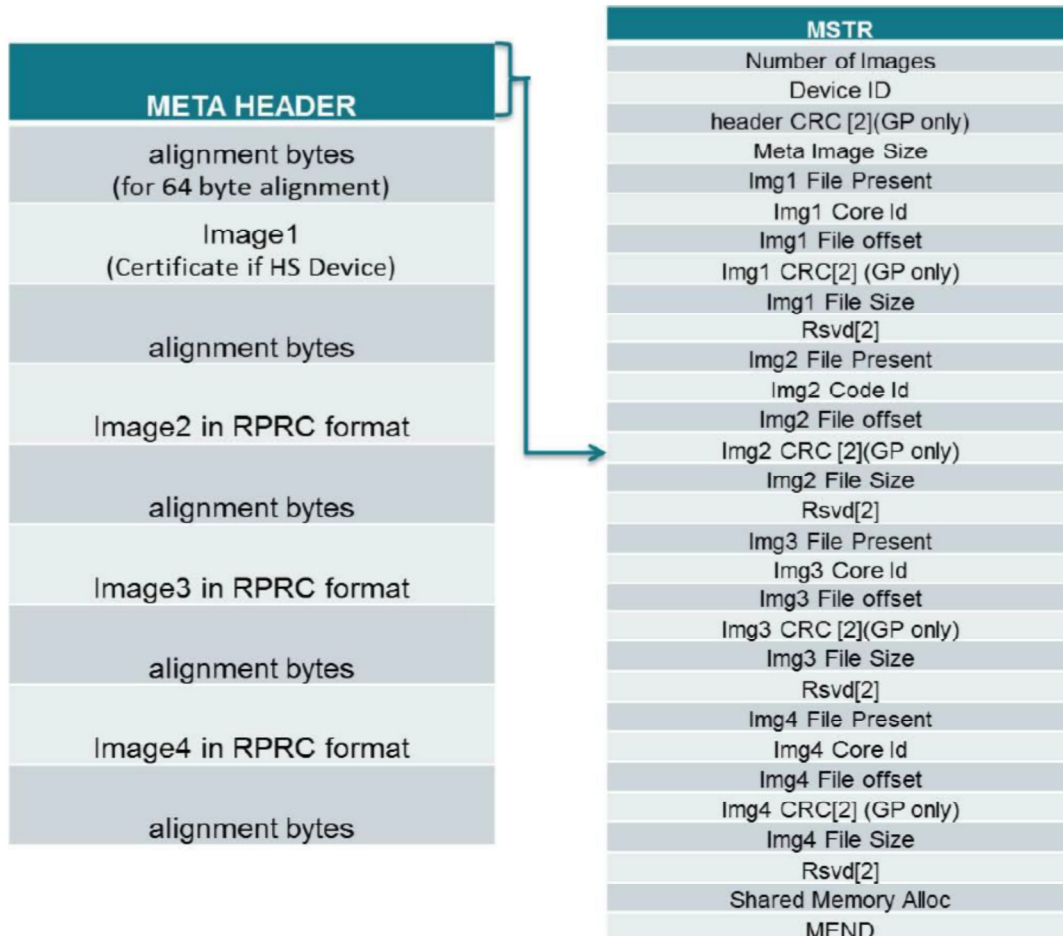 META HEADER
alignment bytes
(for 64 byte alignment)
Image1
(Certificate if HS Device)
alignment bytes
Image2 in RPRC format
alignment bytes
Image3 in RPRC format
alignment bytes
Image4 in RPRC format
alignment bytes
MSTR
Number of Images
Device ID
header CRC [2](GP only)
Meta Image Size
Img1 File Present
Img1 Core Id
Img1 File offset
Img1 CRC[2] (GP only)
Img1 File Size
Rsvd[2]
Img2 File Present
Img2 Code Id
Img2 File offset
Img2 CRC [2](GP only)
Img2 File Size
Rsvd[2]
Img3 File Present
Img3 Core Id
Img3 File offset
Img3 CRC [2](GP only)
Img3 File Size
Rsvd[2]
Img4 File Present
Img4 Core Id
Img4 File offset
Img4 CRC[2] (GP only)
Img4 File Size
Rsvd[2]
Shared Memory Alloc
MEND